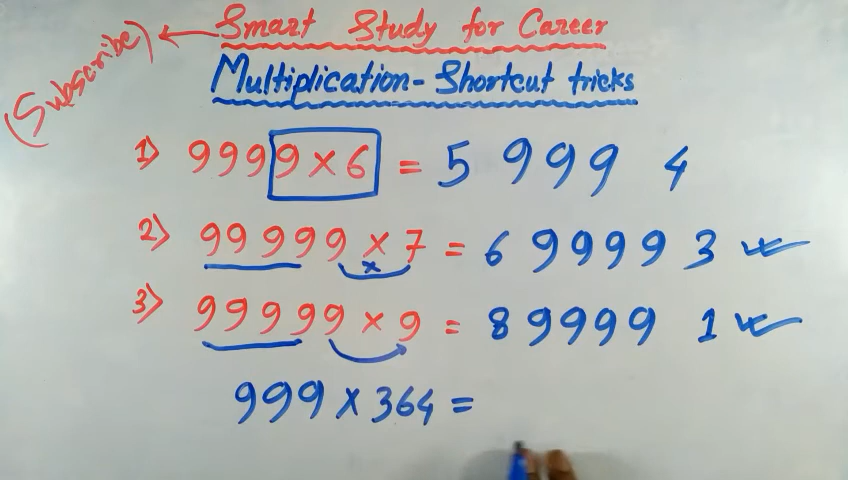 Smart Study for Career
(Subscribe)
Multiplication- Shortcut tricks
1) 9999 × 6 = 5 999 4
2) 99999 × 7 = 6 9999 3
×
3) 99999 × 9 = 8 9999 1
999 × 364 =